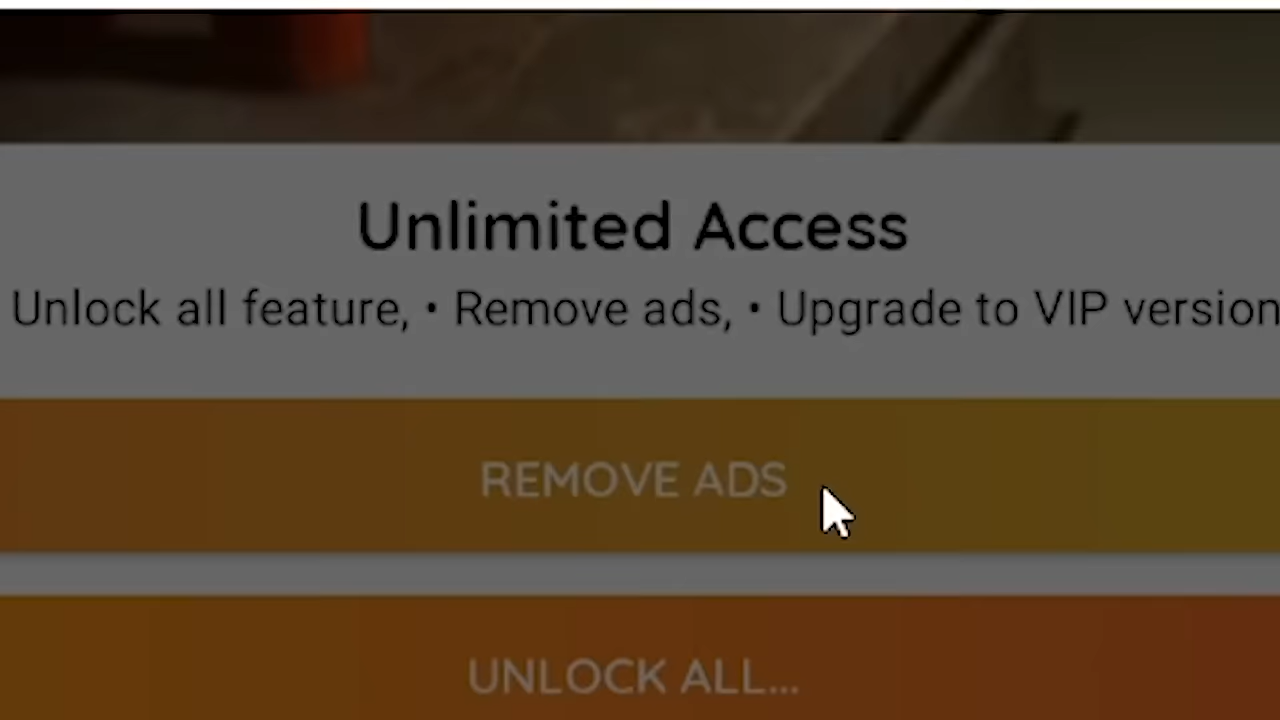 Unlimited Access
Unlock all feature, • Remove ads, • Upgrade to VIP version
REMOVE ADS
UNLOCK ALL...